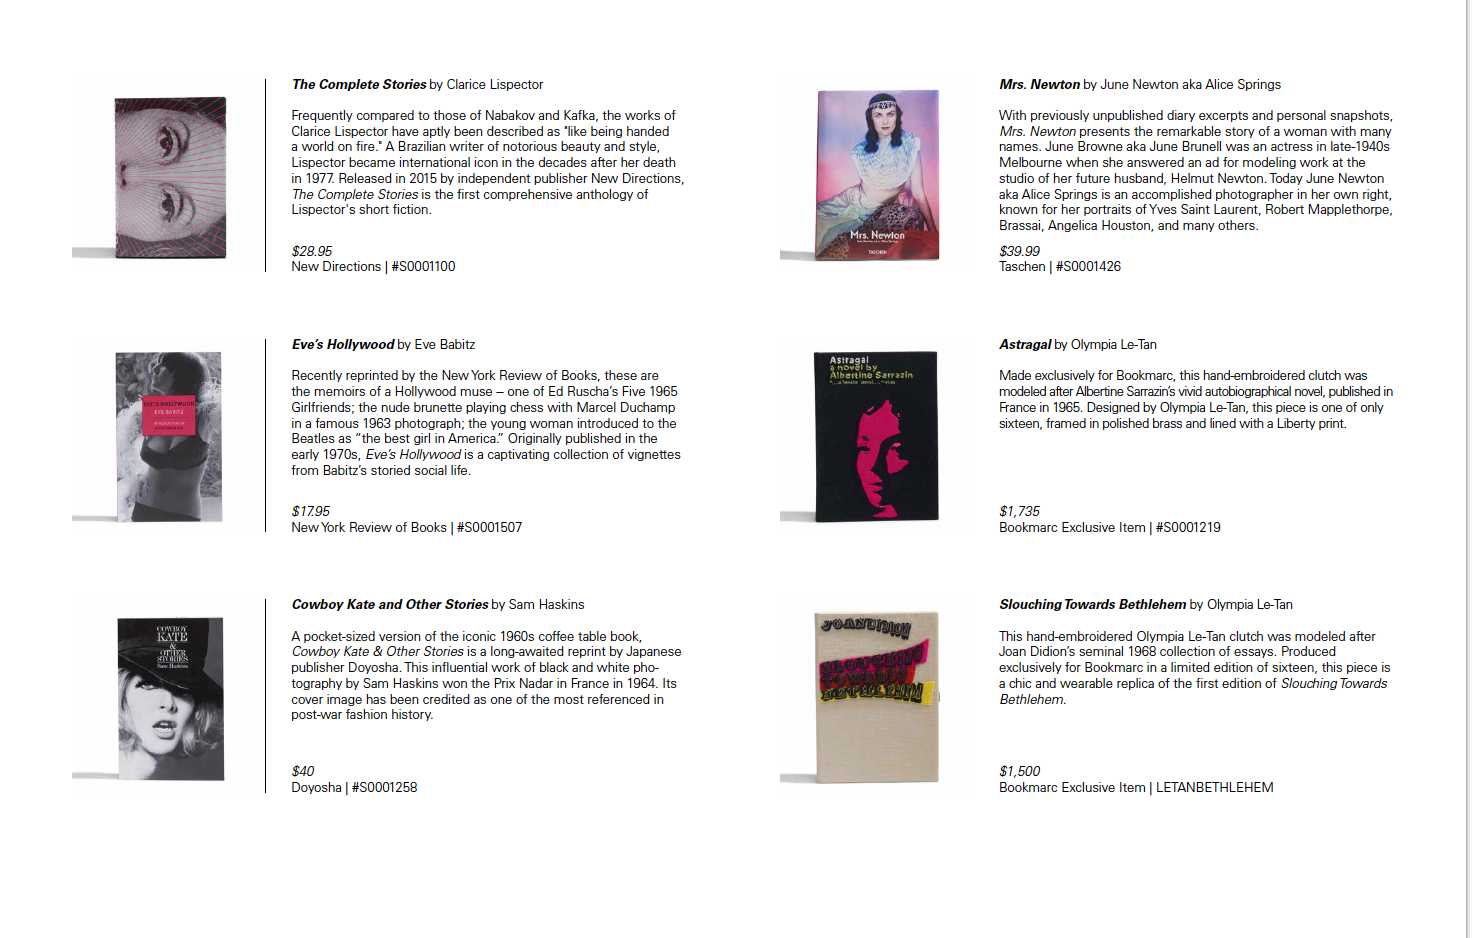 The Complete Stories by Clarice Lispector
Frequently compared to those of Nabakov and Kafka, the works of
Clarice Lispector have aptly been described as "like being handed
a world on fire." A Brazilian writer of notorious beauty and style,
Lispector became international icon in the decades after her death
in 1977. Released in 2015 by independent publisher New Directions,
The Complete Stories is the first comprehensive anthology of
Lispector's short fiction.
$28.95
New Directions | #S0001100
Eve's Hollywood by Eve Babitz
Recently reprinted by the New York Review of Books, these are
the memoirs of a Hollywood muse – one of Ed Ruscha's Five 1965
Girlfriends; the nude brunette playing chess with Marcel Duchamp
in a famous 1963 photograph; the young woman introduced to the
Beatles as "the best girl in America." Originally published in the
early 1970s, Eve's Hollywood is a captivating collection of vignettes
from Babitz's storied social life.
$17.95
New York Review of Books | #S0001507
EVE'S HOLLYWOOD
EVE BABITZ
Cowboy Kate and Other Stories by Sam Haskins
A pocket-sized version of the iconic 1960s coffee table book,
Cowboy Kate & Other Stories is a long-awaited reprint by Japanese
publisher Doyosha. This influential work of black and white pho-
tography by Sam Haskins won the Prix Nadar in France in 1964. Its
cover image has been credited as one of the most referenced in
post-war fashion history.
$40
Doyosha | #S0001258
COWBOY
KATE
&
OTHER
STORIES
Sam Haskins
Mrs. Newton by June Newton aka Alice Springs
With previously unpublished diary excerpts and personal snapshots,
Mrs. Newton presents the remarkable story of a woman with many
names. June Browne aka June Brunell was an actress in late-1940s
Melbourne when she answered an ad for modeling work at the
studio of her future husband, Helmut Newton. Today June Newton
aka Alice Springs is an accomplished photographer in her own right,
known for her portraits of Yves Saint Laurent, Robert Mapplethorpe,
Brassai, Angelica Houston, and many others.
$39.99
Taschen | #S0001426
Mrs. Newton
TASCHEN
Astragal by Olympia Le-Tan
Made exclusively for Bookmarc, this hand-embroidered clutch was
modeled after Albertine Sarrazin's vivid autobiographical novel, published in
France in 1965. Designed by Olympia Le-Tan, this piece is one of only
sixteen, framed in polished brass and lined with a Liberty print.
$1,735
Bookmarc Exclusive Item | #S0001219
Astragal
a novel by
Albertine Sarrazin
Slouching Towards Bethlehem by Olympia Le-Tan
This hand-embroidered Olympia Le-Tan clutch was modeled after
Joan Didion's seminal 1968 collection of essays. Produced
exclusively for Bookmarc in a limited edition of sixteen, this piece is
a chic and wearable replica of the first edition of Slouching Towards
Bethlehem.
$1,500
Bookmarc Exclusive Item | LETANBETHLEHEM
JOAN DIDION
SLOUCHING
TOWARDS
BETHLEHEM